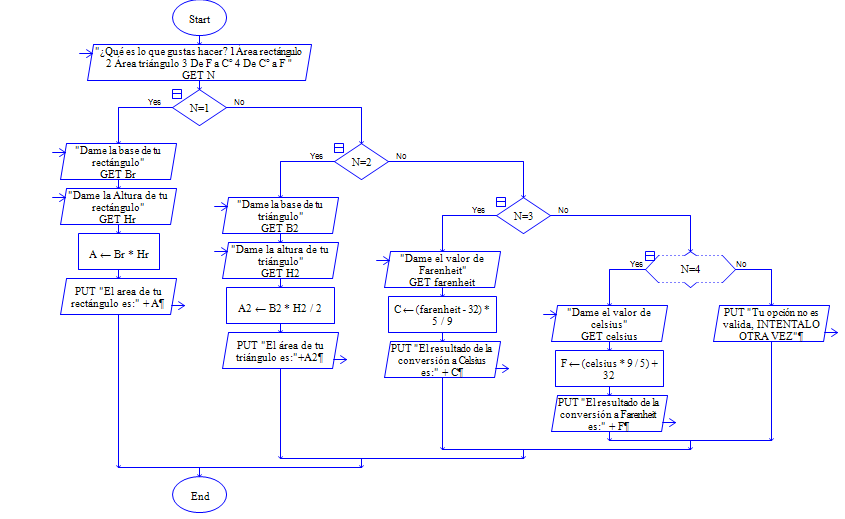 Start
"¿Qué es lo que gustas hacer? 1 Area rectángulo
2 Area triángulo 3 De F a C° 4 De C° a F "
GET N
Yes
N=1
No
"Dame la base de tu
rectángulo"
GET Br
"Dame la Altura de tu
rectángulo"
GET Hr
A ← Br * Hr
PUT "El area de tu
rectángulo es:" +A¶
Yes
N=2
No
"Dame la base de tu
triángulo"
GET B2
"Dame la altura de tu
triángulo"
GET H2
A2 ← B2 * H2 / 2
PUT "El área de tu
triángulo es:"+A2¶
Yes
N=3
No
"Dame el valor de
Farenheit"
GET farenheit
C ← (farenheit - 32) *
5 / 9
PUT "El resultado de la
conversión a Celsius
es:" + C¶
Yes
N=4
No
"Dame el valor de
celsius"
GET celsius
F ← (celsius * 9 / 5) +
32
PUT "El resultado de la
conversión a Farenheit
es:" + F¶
PUT "Tu opción no es
valida, INTENTALO
OTRA VEZ"¶
End